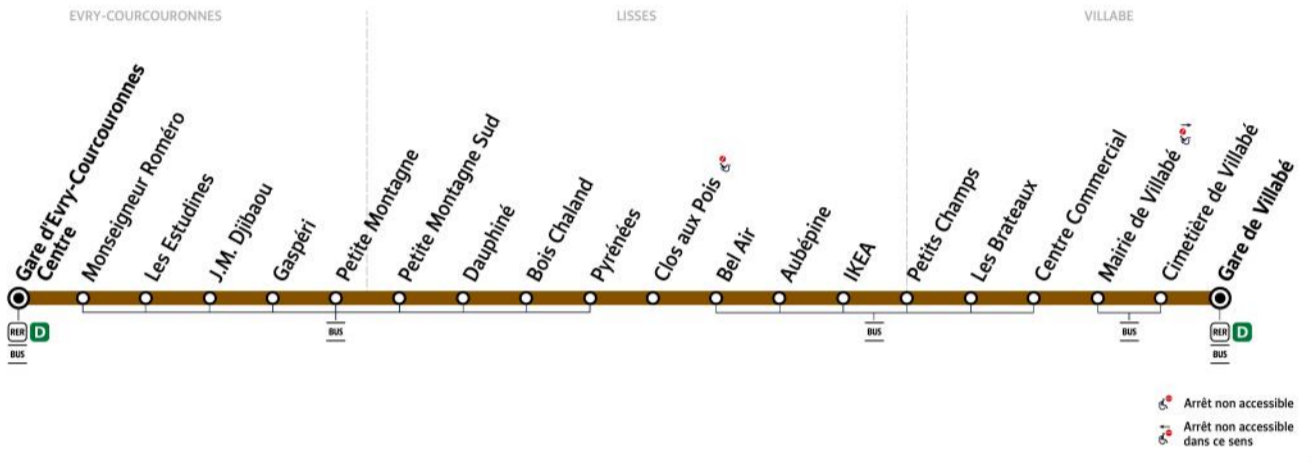 EVRY-COURCOURONNES
LISSES
VILLABE
Gare d'Evry-Courcouronnes
Centre
Monseigneur Roméro
Les Estudines
J.M. Djibaou
Gaspéri
Petite Montagne
Petite Montagne Sud
Dauphiné
Bois Chaland
Pyrénées
Clos aux Pois
Bel Air
Aubépine
IKEA
Petits Champs
Les Brateaux
Centre Commercial
Mairie de Villabé
Cimetière de Villabé
Gare de Villabé
RER D
BUS
BUS
BUS
BUS
RER D
BUS
Arrêt non accessible
Arrêt non accessible
dans ce sens